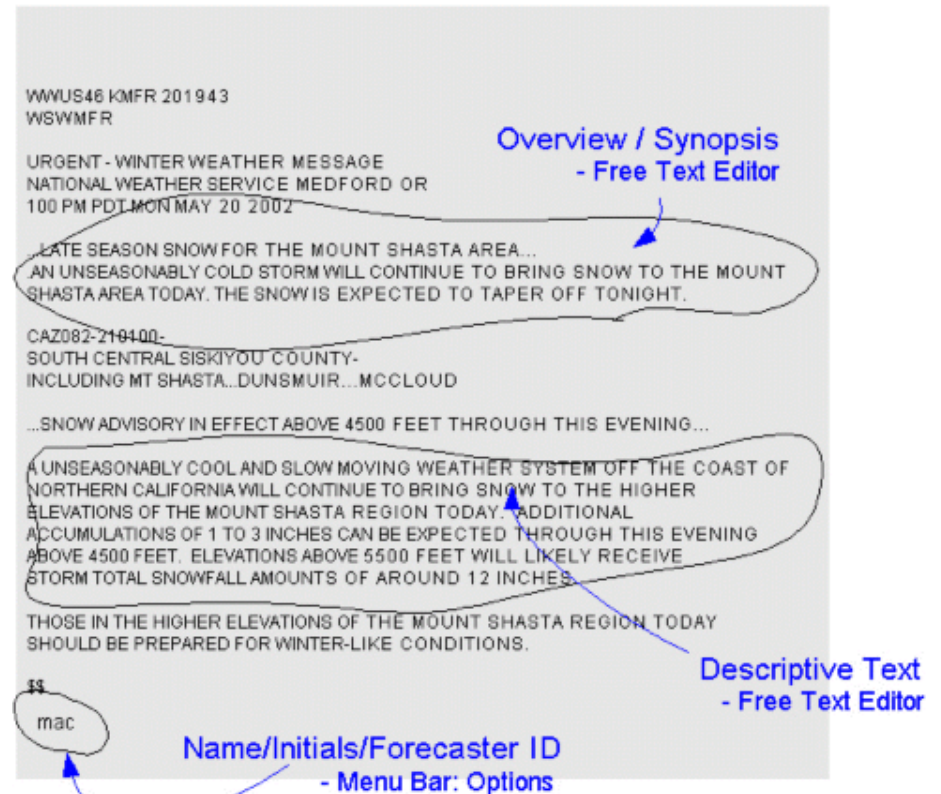 WWUS46 KMFR 201943
WSWMFR
Overview / Synopsis
- Free Text Editor
URGENT - WINTER WEATHER MESSAGE
NATIONAL WEATHER SERVICE MEDFORD OR
100 PM PDT MON MAY 20 2002
...LATE SEASON SNOW FOR THE MOUNT SHASTA AREA...
.AN UNSEASONABLY COLD STORM WILL CONTINUE TO BRING SNOW TO THE MOUNT
SHASTA AREA TODAY. THE SNOW IS EXPECTED TO TAPER OFF TONIGHT.
CAZ082-210100-
SOUTH CENTRAL SISKIYOU COUNTY-
INCLUDING MT SHASTA...DUNSMUIR...MCCLOUD
...SNOW ADVISORY IN EFFECT ABOVE 4500 FEET THROUGH THIS EVENING...
A UNSEASONABLY COOL AND SLOW MOVING WEATHER SYSTEM OFF THE COAST OF
NORTHERN CALIFORNIA WILL CONTINUE TO BRING SNOW TO THE HIGHER
ELEVATIONS OF THE MOUNT SHASTA REGION TODAY. ADDITIONAL
ACCUMULATIONS OF 1 TO 3 INCHES CAN BE EXPECTED THROUGH THIS EVENING
ABOVE 4500 FEET. ELEVATIONS ABOVE 5500 FEET WILL LIKELY RECEIVE
STORM TOTAL SNOWFALL AMOUNTS OF AROUND 12 INCHES.
THOSE IN THE HIGHER ELEVATIONS OF THE MOUNT SHASTA REGION TODAY
SHOULD BE PREPARED FOR WINTER-LIKE CONDITIONS.
Descriptive Text
- Free Text Editor
$$
mac
Name/Initials/Forecaster ID
- Menu Bar: Options